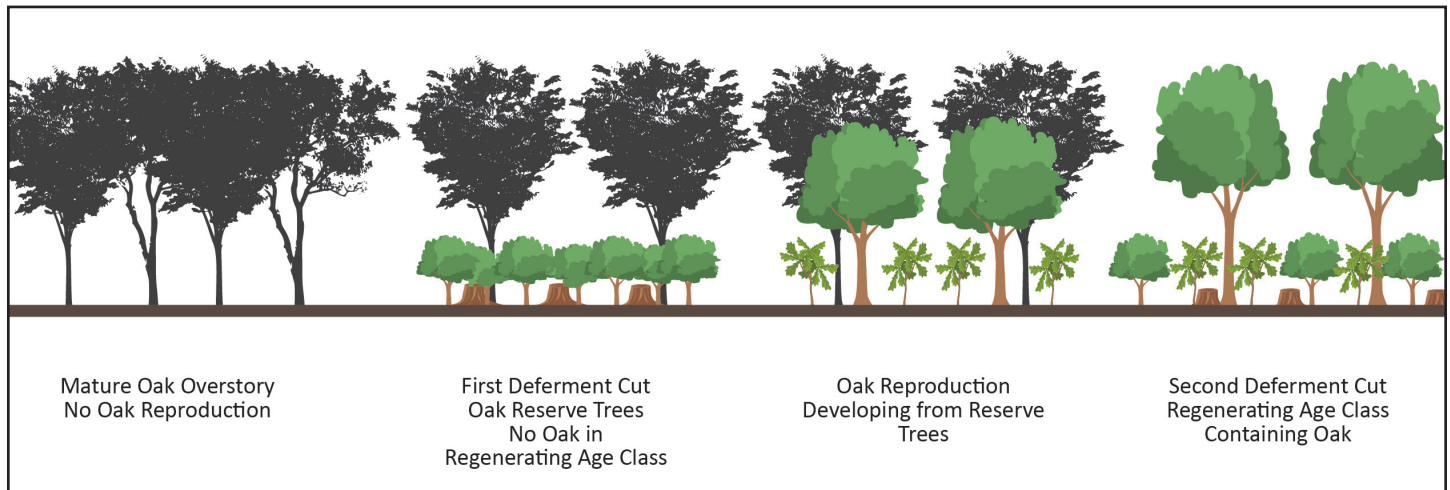 Mature Oak Overstory
No Oak Reproduction
First Deferment Cut
Oak Reserve Trees
No Oak in
Regenerating Age Class
Oak Reproduction
Developing from Reserve
Trees
Second Deferment Cut
Regenerating Age Class
Containing Oak